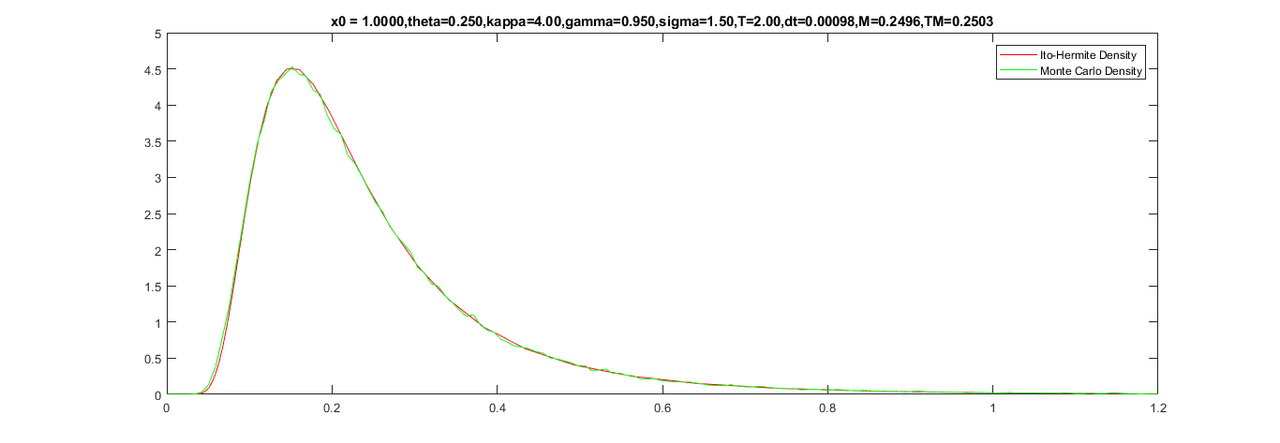 x0 = 1.0000,theta=0.250,kappa=4.00,gamma=0.950,sigma=1.50,T=2.00,dt=0.00098,M=0.2496,TM=0.2503
Ito-Hermite Density
Monte Carlo Density
5
4.5
4
3.5
3
2.5
2
1.5
1
0.5
0
0 0.2 0.4 0.6 0.8 1 1.2